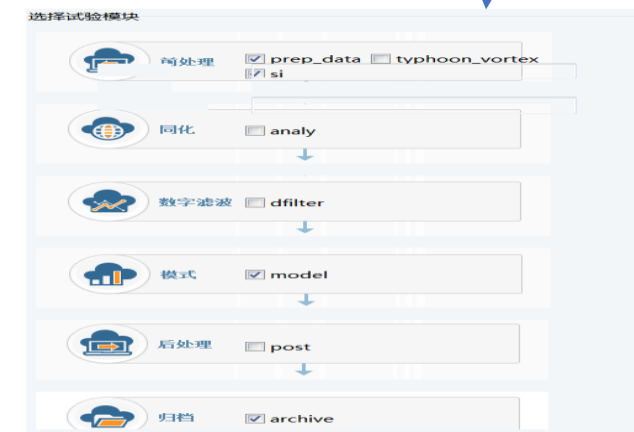 选择试验模块
前处理 prep_data typhoon_vortex
si
同化 analy
数字滤波 dfilter
模式 model
后处理 post
归档 archive